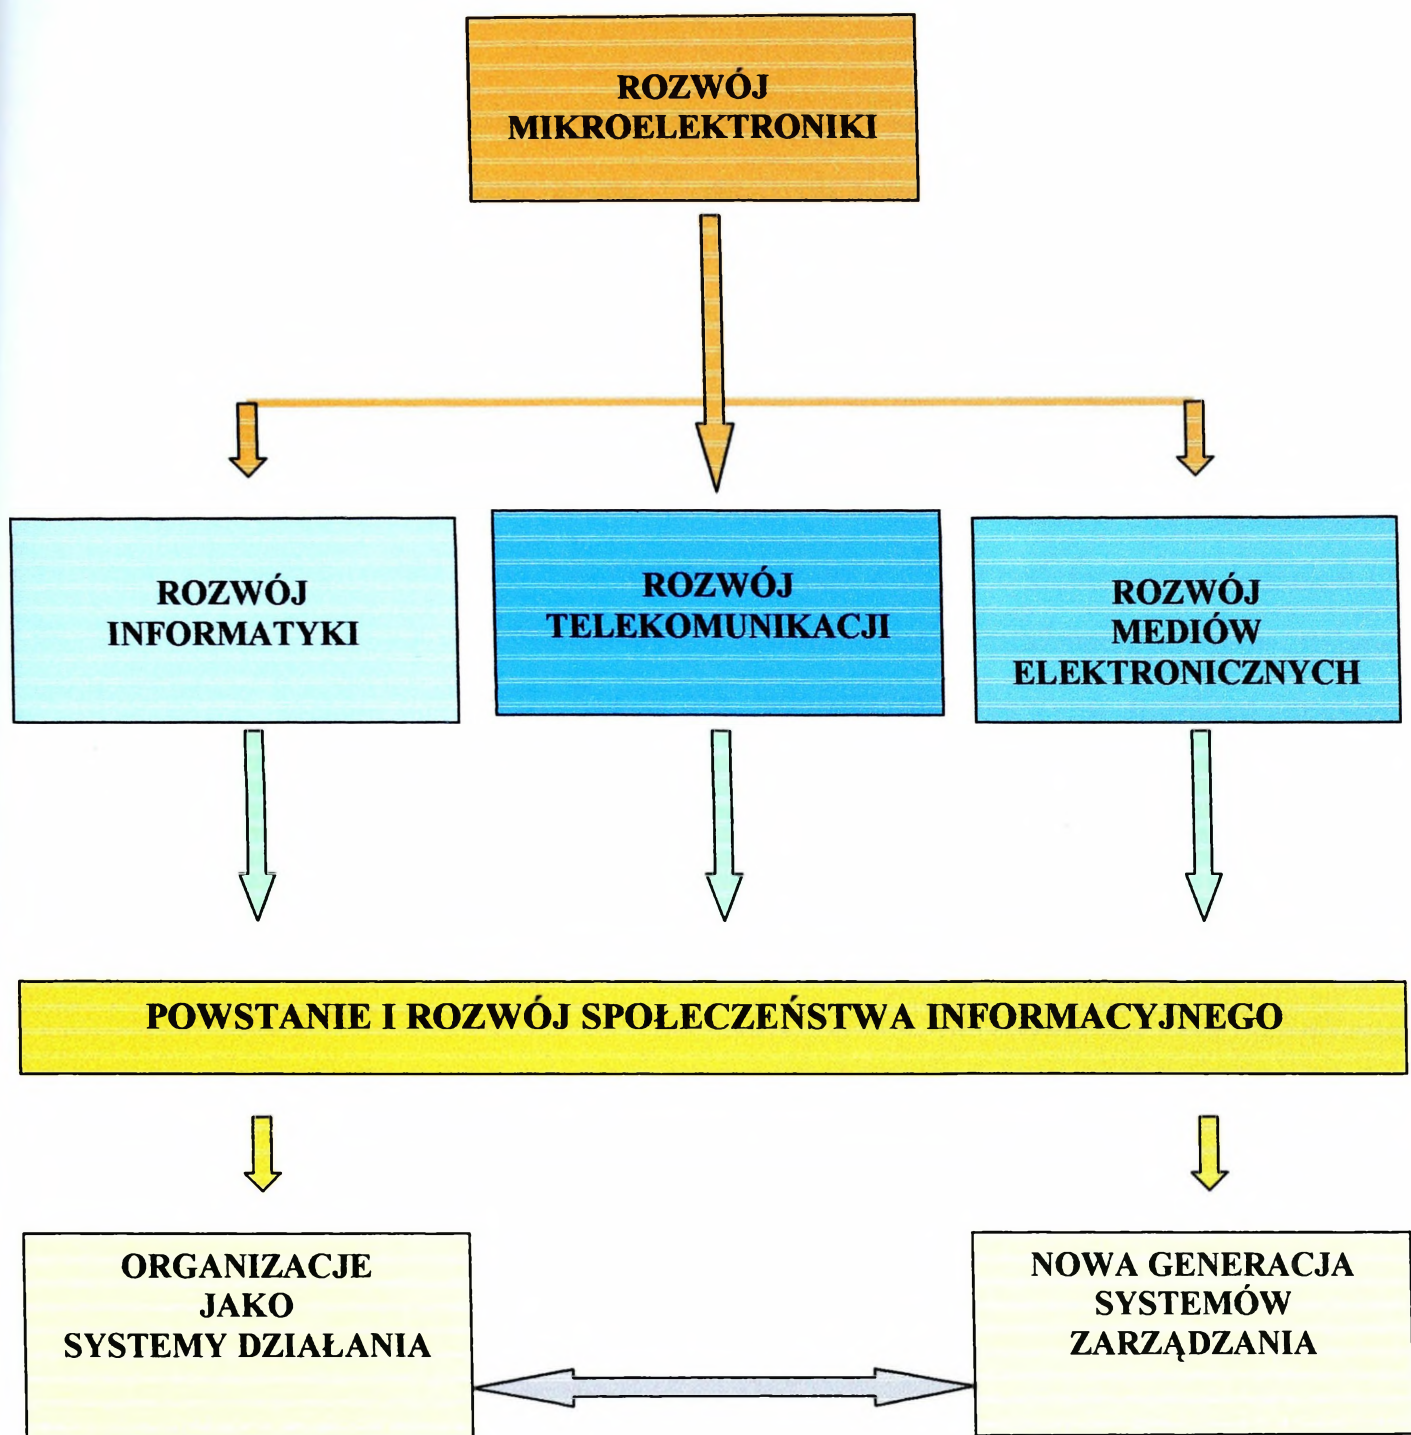 ROZWÓJ
MIKROELEKTRONIKI
ROZWÓJ
INFORMATYKI
ROZWÓJ
TELEKOMUNIKACJI
ROZWÓJ
MEDIÓW
ELEKTRONICZNYCH
POWSTANIE I ROZWÓJ SPOŁECZEŃSTWA INFORMACYJNEGO
ORGANIZACJE
JAKO
SYSTEMY DZIAŁANIA
NOWA GENERACJA
SYSTEMÓW
ZARZĄDZANIA